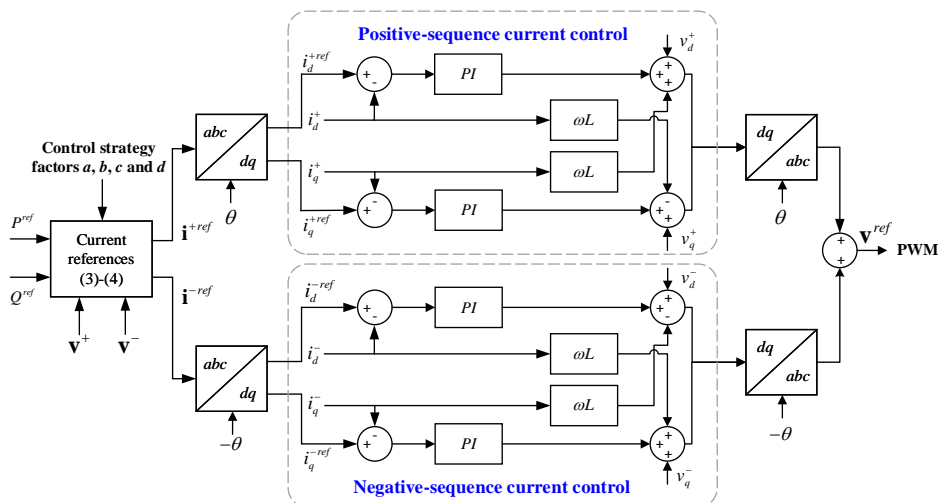 Positive-sequence current control
i_d^{+ref}
+
-
PI
v_d^+
+
+
+
i_d^+
ωL
abc
dq
θ
Control strategy
factors a, b, c and d
i_q^+
ωL
i_q^{+ref}
+
-
PI
+
-
+
v_q^+
dq
abc
θ
P^{ref}
Q^{ref}
Current
references
(3)-(4)
i^{+ref}
i^{-ref}
v^+
v^-
+
+
v^{ref}
PWM
i_d^{-ref}
+
-
PI
v_d^-
+
+
-
i_d^-
ωL
abc
dq
-θ
i_q^-
ωL
i_q^{-ref}
+
-
PI
+
+
+
v_q^-
dq
abc
-θ
Negative-sequence current control